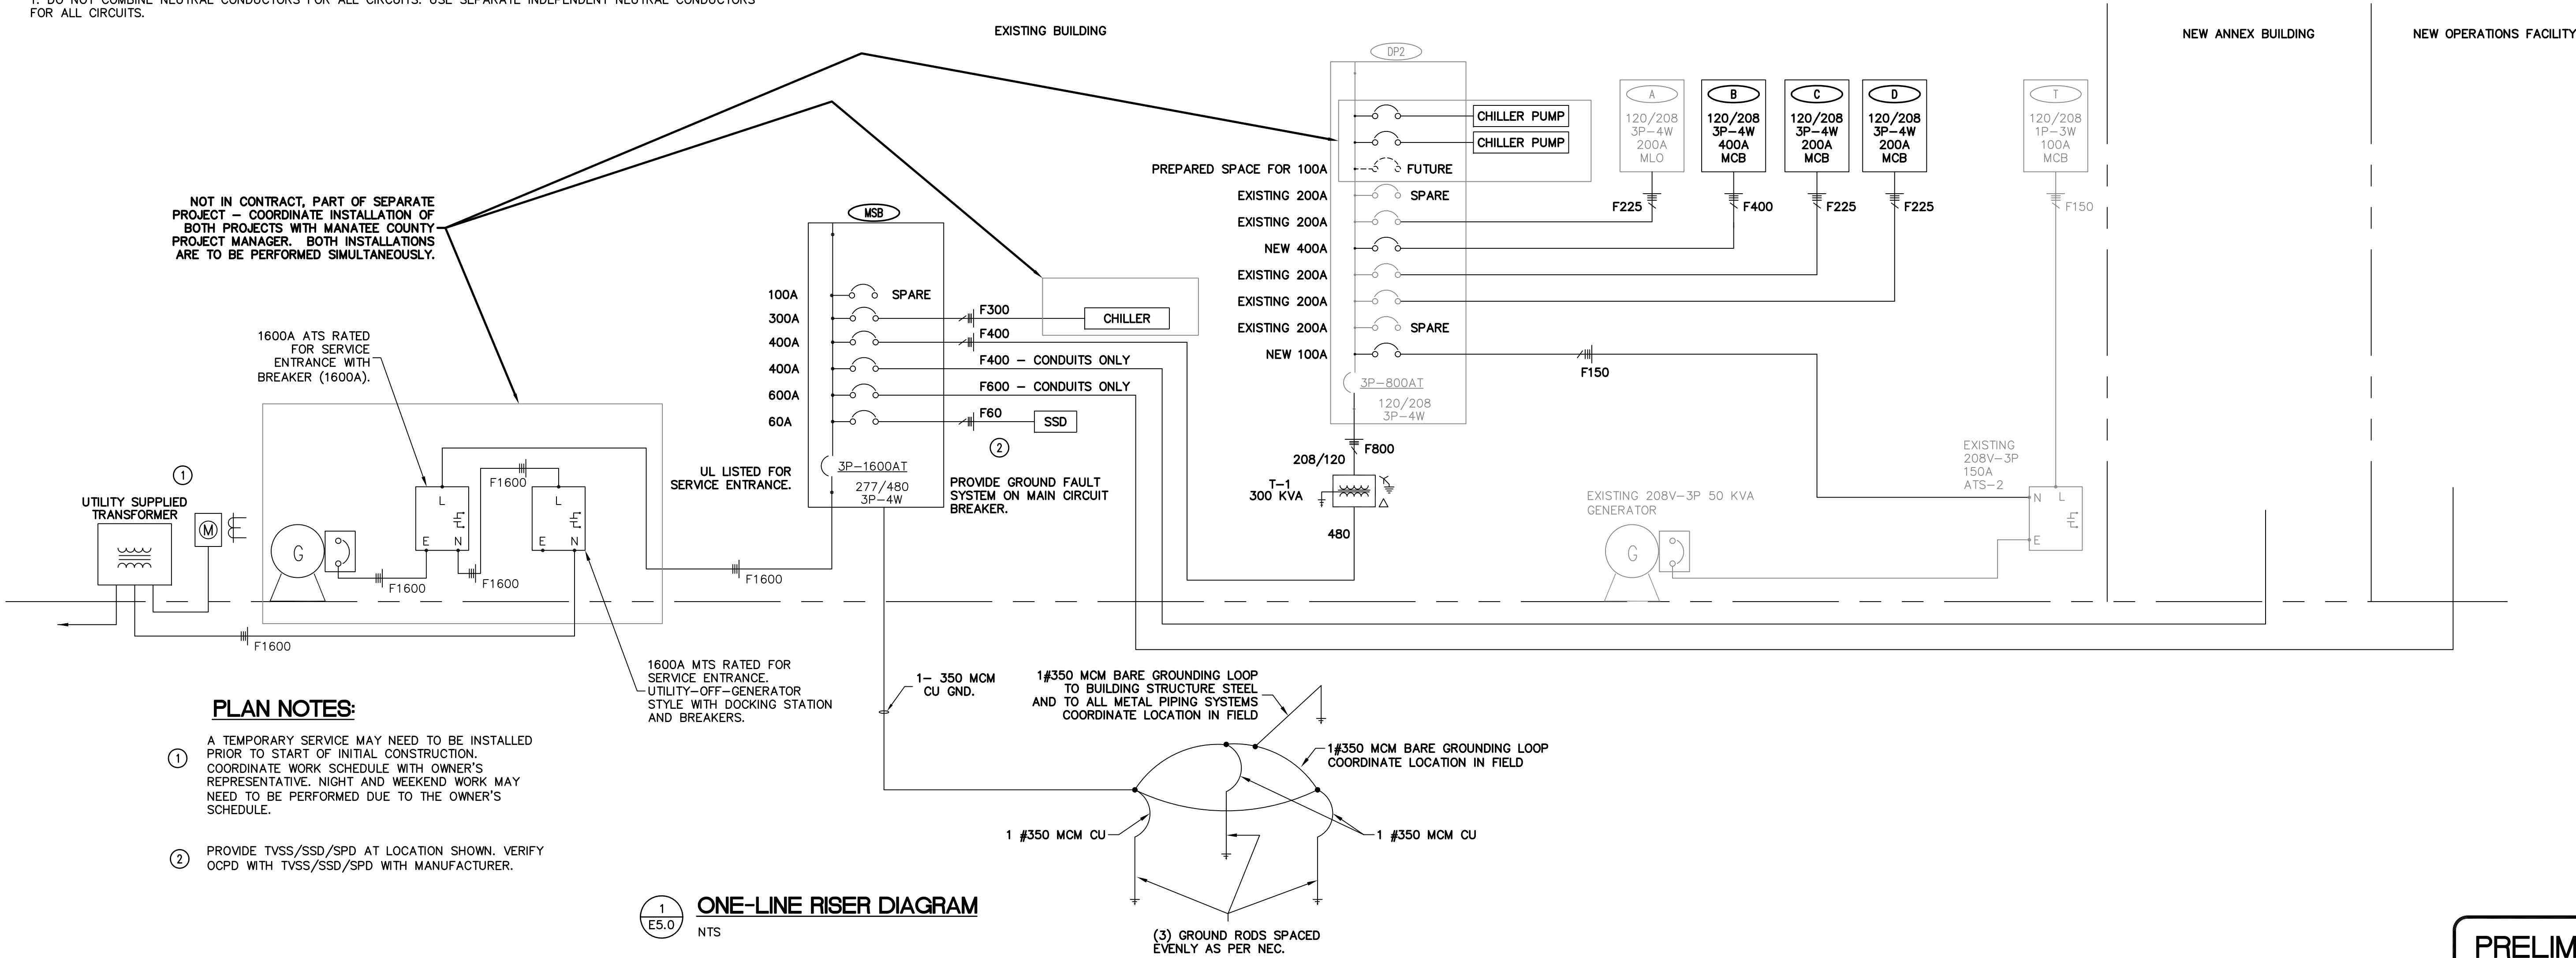 1. DO NOT COMBINE NEUTRAL CONDUCTORS FOR ALL CIRCUITS. USE SEPARATE INDEPENDENT NEUTRAL CONDUCTORS
FOR ALL CIRCUITS.
EXISTING BUILDING
NEW ANNEX BUILDING
NEW OPERATIONS FACILITY
NOT IN CONTRACT, PART OF SEPARATE
PROJECT – COORDINATE INSTALLATION OF
BOTH PROJECTS WITH MANATEE COUNTY
PROJECT MANAGER. BOTH INSTALLATIONS
ARE TO BE PERFORMED SIMULTANEOUSLY.
1600A ATS RATED
FOR SERVICE
ENTRANCE WITH
BREAKER (1600A).
1
UTILITY SUPPLIED
TRANSFORMER
M
G
L
E N
L
E N
F1600
F1600
F1600
F1600
F1600
1600A MTS RATED FOR
SERVICE ENTRANCE.
UTILITY–OFF–GENERATOR
STYLE WITH DOCKING STATION
AND BREAKERS.
MSB
100A
SPARE
300A
F300
CHILLER
400A
F400
400A
F400 – CONDUITS ONLY
600A
F600 – CONDUITS ONLY
60A
F60
SSD
2
UL LISTED FOR
SERVICE ENTRANCE.
3P–1600AT
277/480
3P–4W
PROVIDE GROUND FAULT
SYSTEM ON MAIN CIRCUIT
BREAKER.
DP2
CHILLER PUMP
CHILLER PUMP
PREPARED SPACE FOR 100A
FUTURE
EXISTING 200A
SPARE
EXISTING 200A
NEW 400A
EXISTING 200A
EXISTING 200A
EXISTING 200A
SPARE
NEW 100A
F150
3P–800AT
120/208
3P–4W
F800
208/120
T–1
300 KVA
480
A
120/208
3P–4W
200A
MLO
F225
B
120/208
3P–4W
400A
MCB
F400
C
120/208
3P–4W
200A
MCB
F225
D
120/208
3P–4W
200A
MCB
F225
T
120/208
1P–3W
100A
MCB
F150
EXISTING
208V–3P
150A
ATS–2
N L
E
EXISTING 208V–3P 50 KVA
GENERATOR
G
1– 350 MCM
CU GND.
1#350 MCM BARE GROUNDING LOOP
TO BUILDING STRUCTURE STEEL
AND TO ALL METAL PIPING SYSTEMS
COORDINATE LOCATION IN FIELD
1#350 MCM BARE GROUNDING LOOP
COORDINATE LOCATION IN FIELD
1 #350 MCM CU
1 #350 MCM CU
(3) GROUND RODS SPACED
EVENLY AS PER NEC.
PLAN NOTES:
1
A TEMPORARY SERVICE MAY NEED TO BE INSTALLED
PRIOR TO START OF INITIAL CONSTRUCTION.
COORDINATE WORK SCHEDULE WITH OWNER'S
REPRESENTATIVE. NIGHT AND WEEKEND WORK MAY
NEED TO BE PERFORMED DUE TO THE OWNER'S
SCHEDULE.
2
PROVIDE TVSS/SSD/SPD AT LOCATION SHOWN. VERIFY
OCPD WITH TVSS/SSD/SPD WITH MANUFACTURER.
1
E5.0
ONE-LINE RISER DIAGRAM
NTS
PRELIM